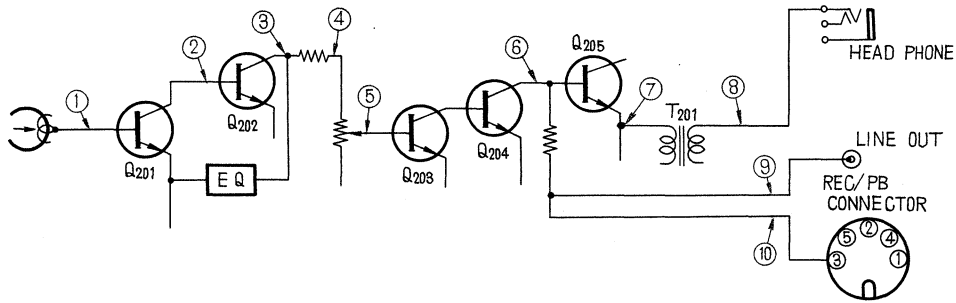 ① ② ③ ④ ⑤ ⑥ ⑦ ⑧ ⑨ ⑩
Q201
Q202
EQ
Q203
Q204
Q205
T201
HEAD PHONE
LINE OUT
REC/PB
CONNECTOR
③ ⑤ ② ④ ①